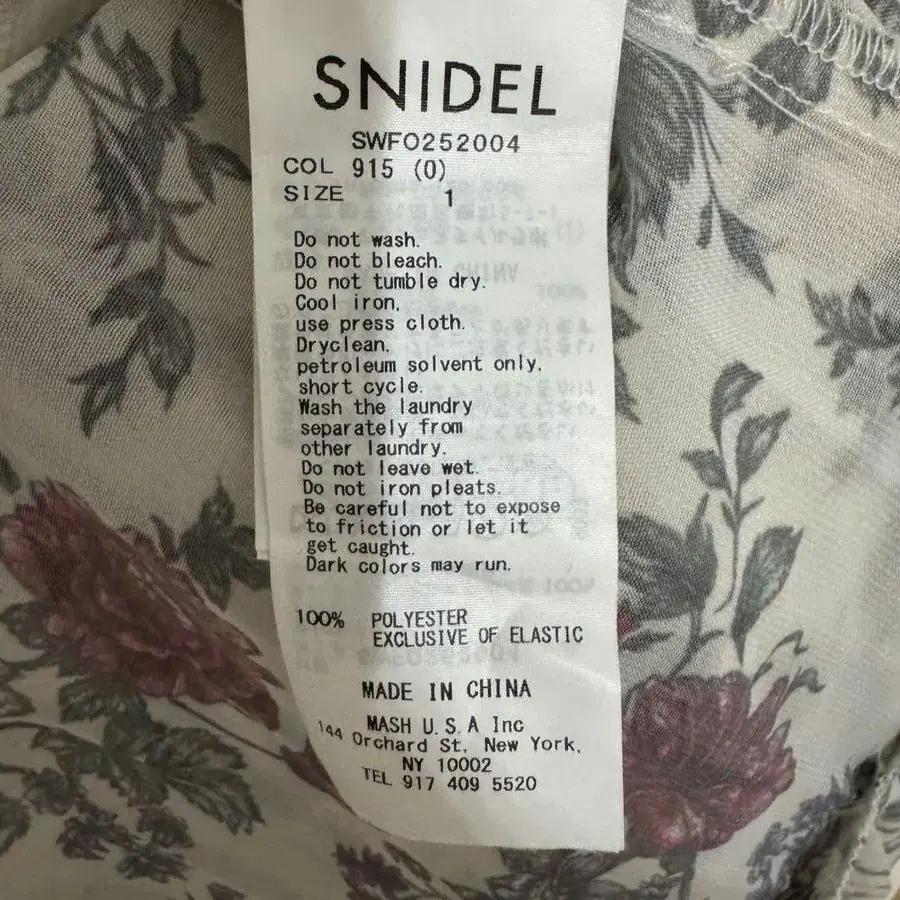 SNIDEL
SWFO252004
COL 915 (0)
SIZE 1
Do not wash.
Do not bleach.
Do not tumble dry.
Cool iron,
use press cloth.
Dryclean,
petroleum solvent only,
short cycle.
Wash the laundry
separately from
other laundry.
Do not leave wet.
Do not iron pleats.
Be careful not to expose
to friction or let it
get caught.
Dark colors may run.
100% POLYESTER
EXCLUSIVE OF ELASTIC
MADE IN CHINA
MASH U.S.A Inc
144 Orchard St, New York,
NY 10002
TEL 917 409 5520